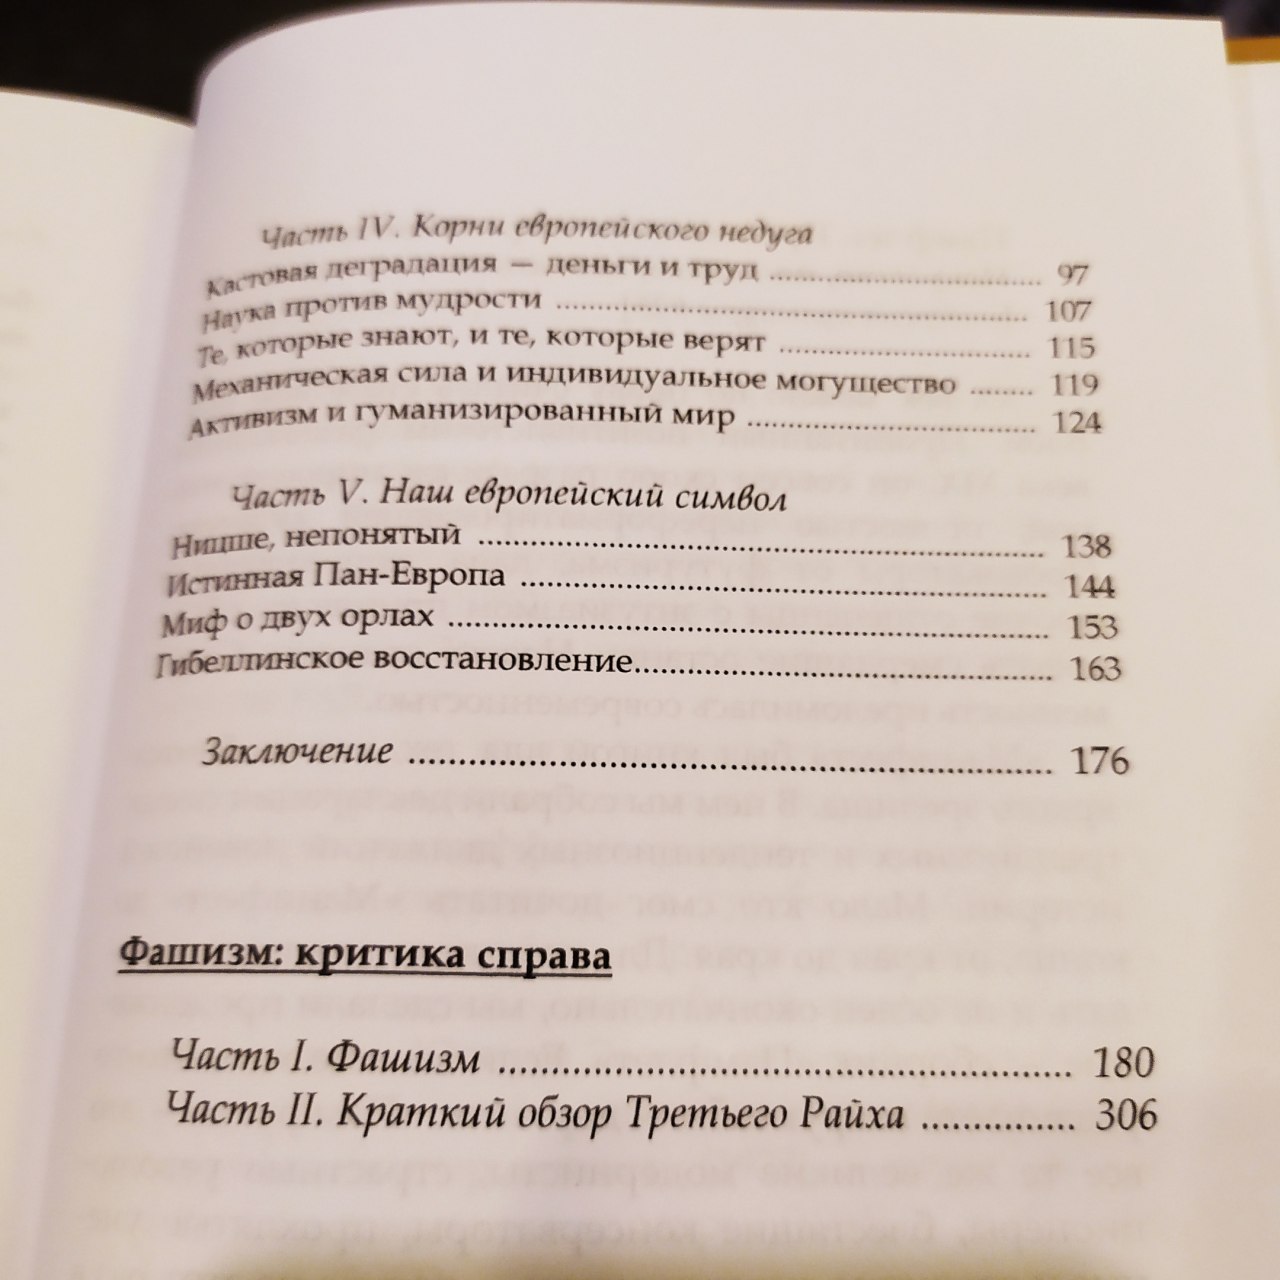 Часть IV. Корни европейского недуга
Кастовая деградация — деньги и труд ............................ 97
Наука против мудрости ................................................ 107
Те, которые знают, и те, которые верят ......................... 115
Механическая сила и индивидуальное могущество ........ 119
Активизм и гуманизированный мир ............................. 124
Часть V. Наш европейский символ
Ницше, непонятый ...................................................... 138
Истинная Пан-Европа .................................................. 144
Миф о двух орлах ........................................................ 153
Гибеллинское восстановление....................................... 163
Заключение ................................................................ 176
Фашизм: критика справа
Часть I. Фашизм ........................................................ 180
Часть II. Краткий обзор Третьего Райха ............... 306